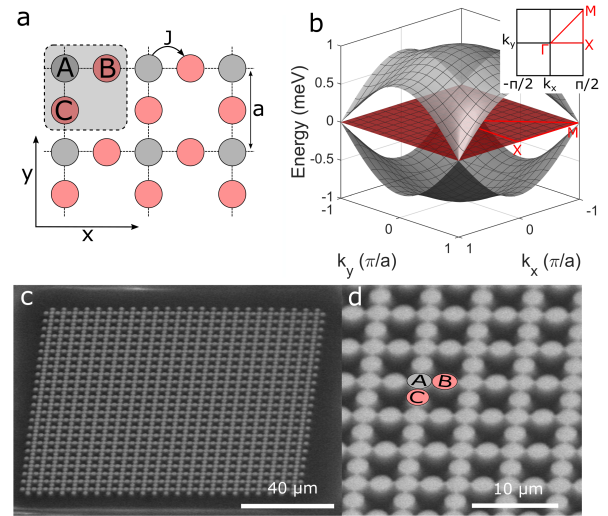 a
J
A
B
C
a
y
x
b
Energy (meV)
1
0.5
0
-0.5
-1
1
0
-1
1
0
-1
k_y (π/a)
k_x (π/a)
M
X
k_y
Γ
M
X
-π/2
k_x
π/2
c
40 μm
d
A
B
C
10 μm